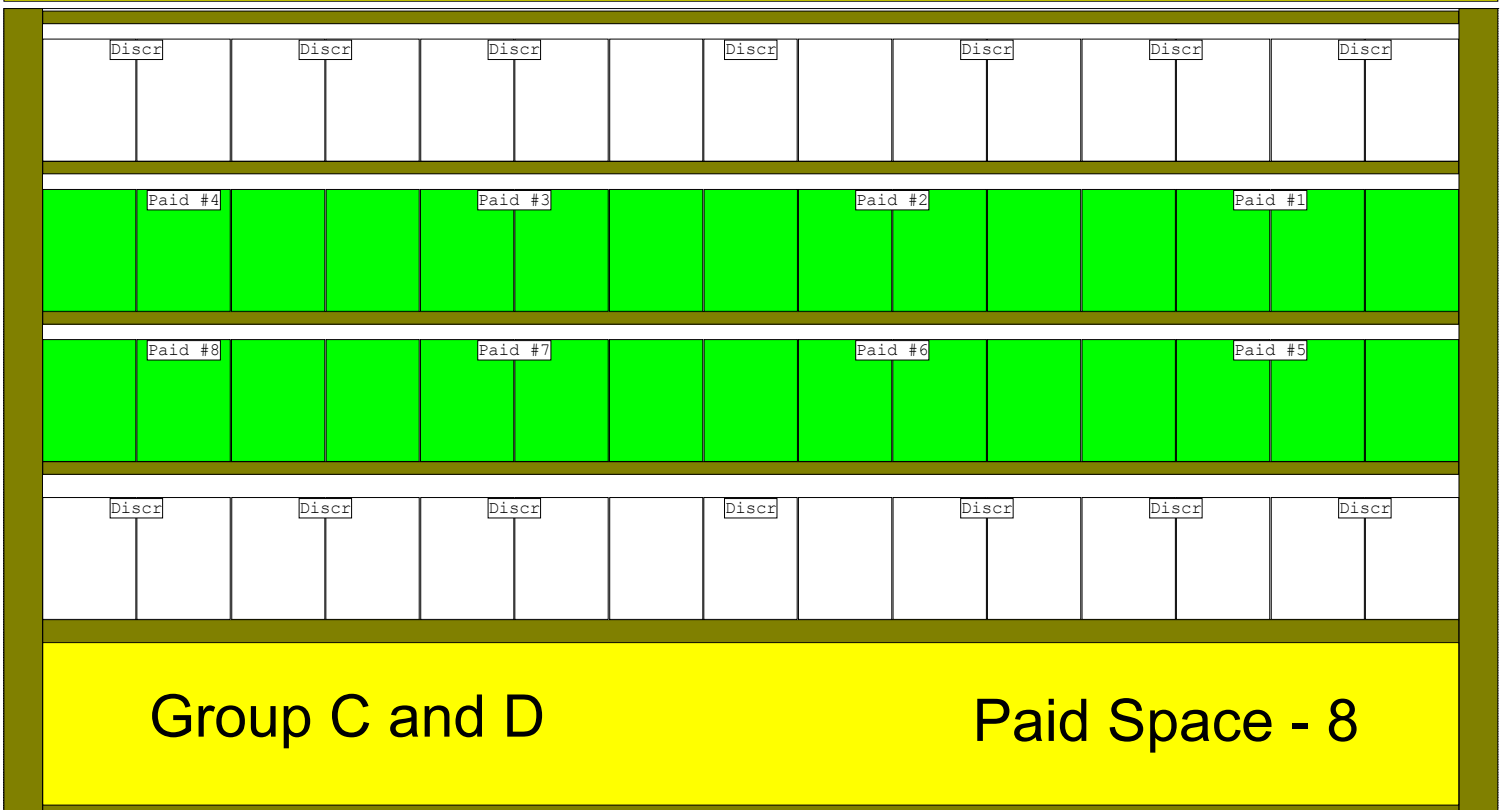 Discr Discr Discr Discr Discr Discr Discr
Paid #4 Paid #3 Paid #2 Paid #1
Paid #8 Paid #7 Paid #6 Paid #5
Discr Discr Discr Discr Discr Discr Discr
Group C and D Paid Space - 8